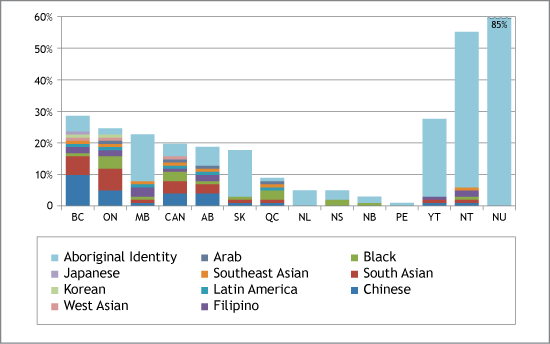 60%
85%
50%
40%
30%
20%
10%
0
BC ON MB CAN AB SK QC NL NS NB PE YT NT NU
Aboriginal Identity Arab Black
Japanese Southeast Asian South Asian
Korean Latin America Chinese
West Asian Filipino